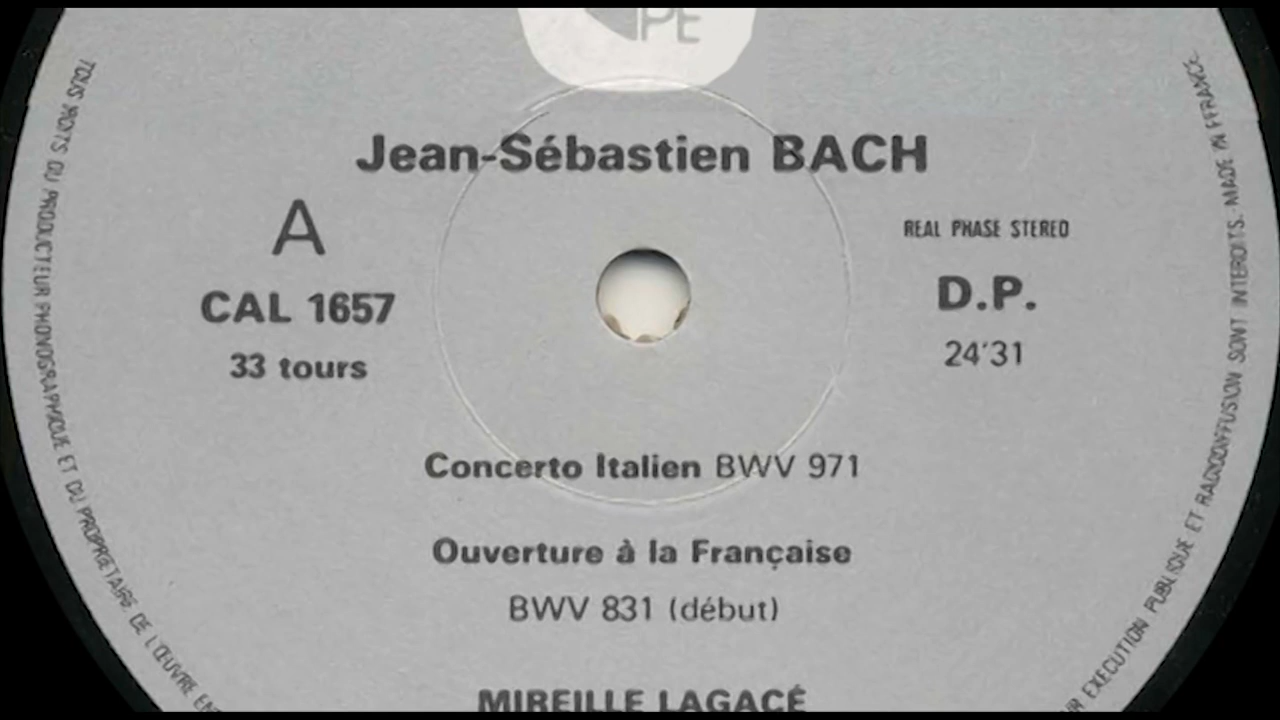 PE
Jean-Sébastien BACH
A
CAL 1657
33 tours
REAL PHASE STEREO
D.P.
24'31
Concerto Italien BWV 971
Ouverture à la Française
BWV 831 (début)
MIREILLE LAGACÉ
TOUS DROITS DU PRODUCTEUR PHONOGRAPHIQUE ET DU PROPRIETAIRE DE L'ŒUVRE
EXECUTION PUBLIQUE ET RADIODIFFUSION SONT INTERDITS. MADE IN FFRANCE